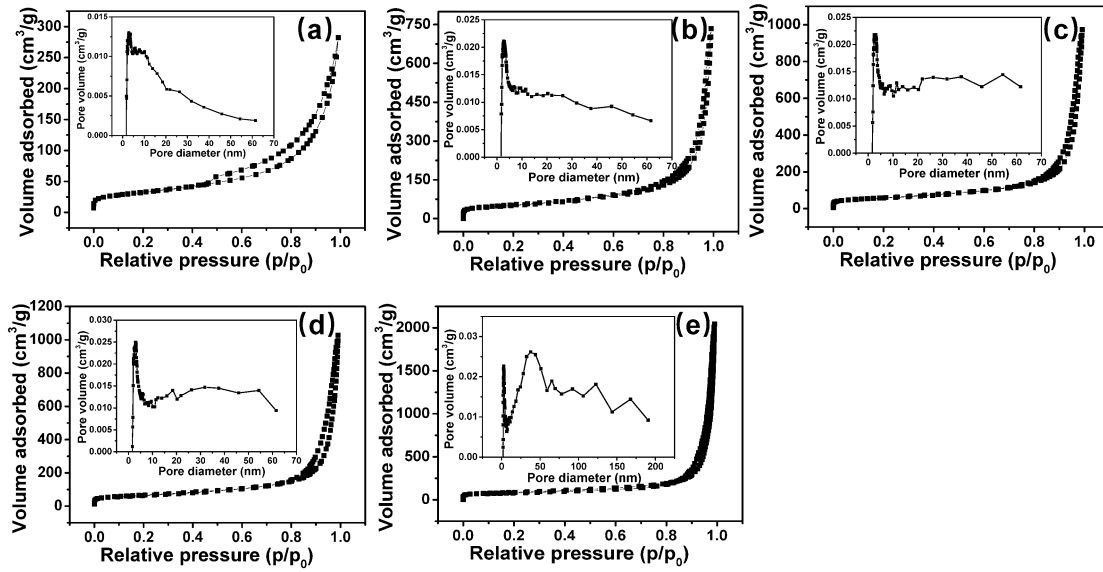 (a)
Volume adsorbed (cm³/g)
300
250
200
150
100
50
0
Pore volume (cm³/g)
0.015
0.010
0.005
0.000
0 10 20 30 40 50 60 70
Pore diameter (nm)
0.0 0.2 0.4 0.6 0.8 1.0
Relative pressure (p/p₀)
(b)
Volume adsorbed (cm³/g)
750
600
450
300
150
0
Pore volume (cm³/g)
0.025
0.020
0.015
0.010
0.005
0.000
0 10 20 30 40 50 60 70
Pore diameter (nm)
0.0 0.2 0.4 0.6 0.8 1.0
Relative pressure (p/p₀)
(c)
Volume adsorbed (cm³/g)
1000
800
600
400
200
0
Pore volume (cm³/g)
0.025
0.020
0.015
0.010
0.005
0.000
0 10 20 30 40 50 60 70
Pore diameter (nm)
0.0 0.2 0.4 0.6 0.8 1.0
Relative pressure (p/p₀)
(d)
Volume adsorbed (cm³/g)
1200
1000
800
600
400
200
0
Pore volume (cm³/g)
0.030
0.025
0.020
0.015
0.010
0.005
0.000
0 10 20 30 40 50 60 70
Pore diameter (nm)
0.0 0.2 0.4 0.6 0.8 1.0
Relative pressure (p/p₀)
(e)
Volume adsorbed (cm³/g)
2000
1500
1000
500
0
Pore volume (cm³/g)
0.03
0.02
0.01
0.00
0 50 100 150 200
Pore diameter (nm)
0.0 0.2 0.4 0.6 0.8 1.0
Relative pressure (p/p₀)